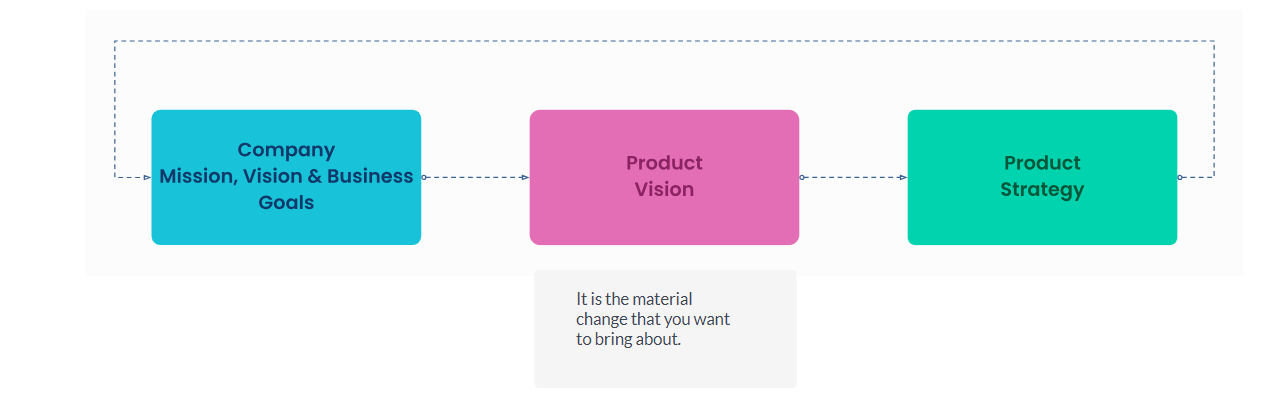 Company
Mission, Vision & Business
Goals
Product
Vision
Product
Strategy
It is the material
change that you want
to bring about.